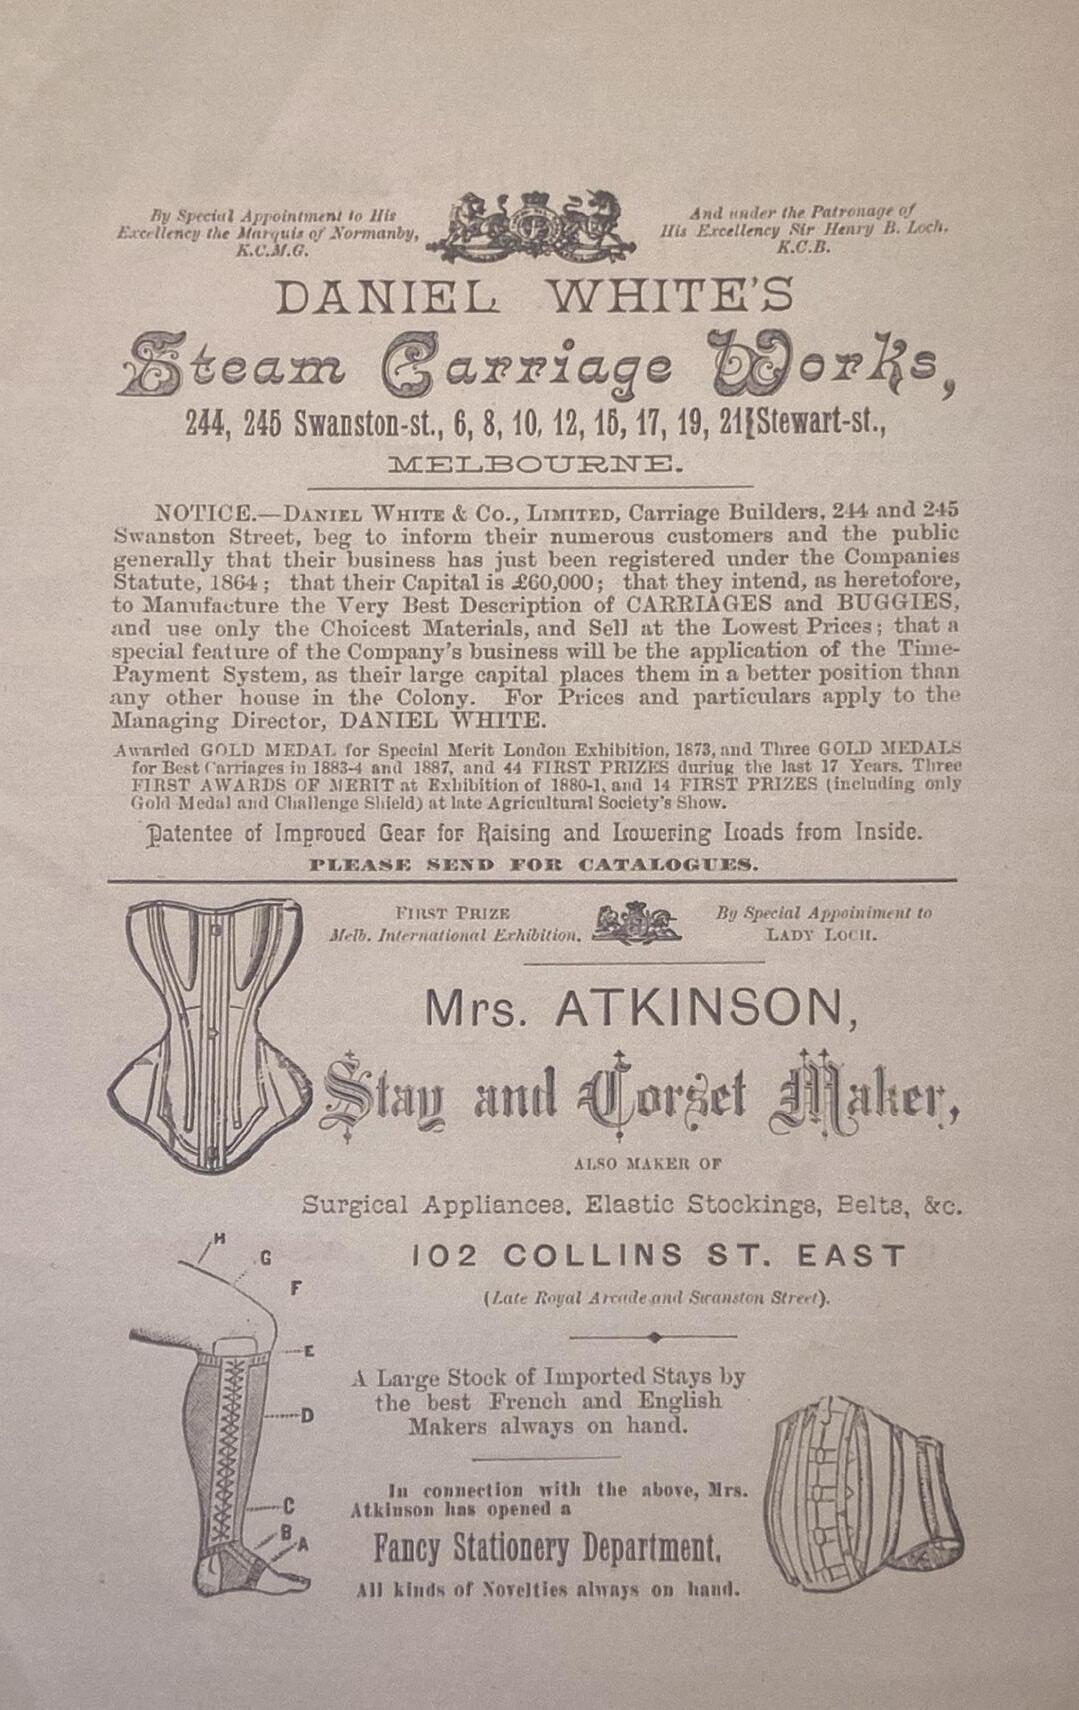 By Special Appointment to His
Excellency the Marquis of Normanby,
K.C.M.G.
And under the Patronage of
His Excellency Sir Henry B. Loch,
K.C.B.
DANIEL WHITE'S
Steam Carriage Works,
244, 245 Swanston-st., 6, 8, 10, 12, 15, 17, 19, 21 Stewart-st.,
MELBOURNE.
NOTICE.—DANIEL WHITE & Co., LIMITED, Carriage Builders, 244 and 245
Swanston Street, beg to inform their numerous customers and the public
generally that their business has just been registered under the Companies
Statute, 1864; that their Capital is £60,000; that they intend, as heretofore,
to Manufacture the Very Best Description of CARRIAGES and BUGGIES,
and use only the Choicest Materials, and Sell at the Lowest Prices; that a
special feature of the Company's business will be the application of the Time-
Payment System, as their large capital places them in a better position than
any other house in the Colony. For Prices and particulars apply to the
Managing Director, DANIEL WHITE.
Awarded GOLD MEDAL for Special Merit London Exhibition, 1873, and Three GOLD MEDALS
for Best Carriages in 1883-4 and 1887, and 44 FIRST PRIZES during the last 17 Years. Three
FIRST AWARDS OF MERIT at Exhibition of 1880-1, and 14 FIRST PRIZES (including only
Gold Medal and Challenge Shield) at late Agricultural Society's Show.
Patentee of Improved Gear for Raising and Lowering Loads from Inside.
PLEASE SEND FOR CATALOGUES.
FIRST PRIZE
Melb. International Exhibition.
By Special Appoiniment to
LADY LOCH.
Mrs. ATKINSON,
Stay and Corset Maker,
ALSO MAKER OF
Surgical Appliances, Elastic Stockings, Belts, &c.
102 COLLINS ST. EAST
(Late Royal Arcade and Swanston Street).
H
G
F
E
D
C
B
A
A Large Stock of Imported Stays by
the best French and English
Makers always on hand.
In connection with the above, Mrs.
Atkinson has opened a
Fancy Stationery Department.
All kinds of Novelties always on hand.